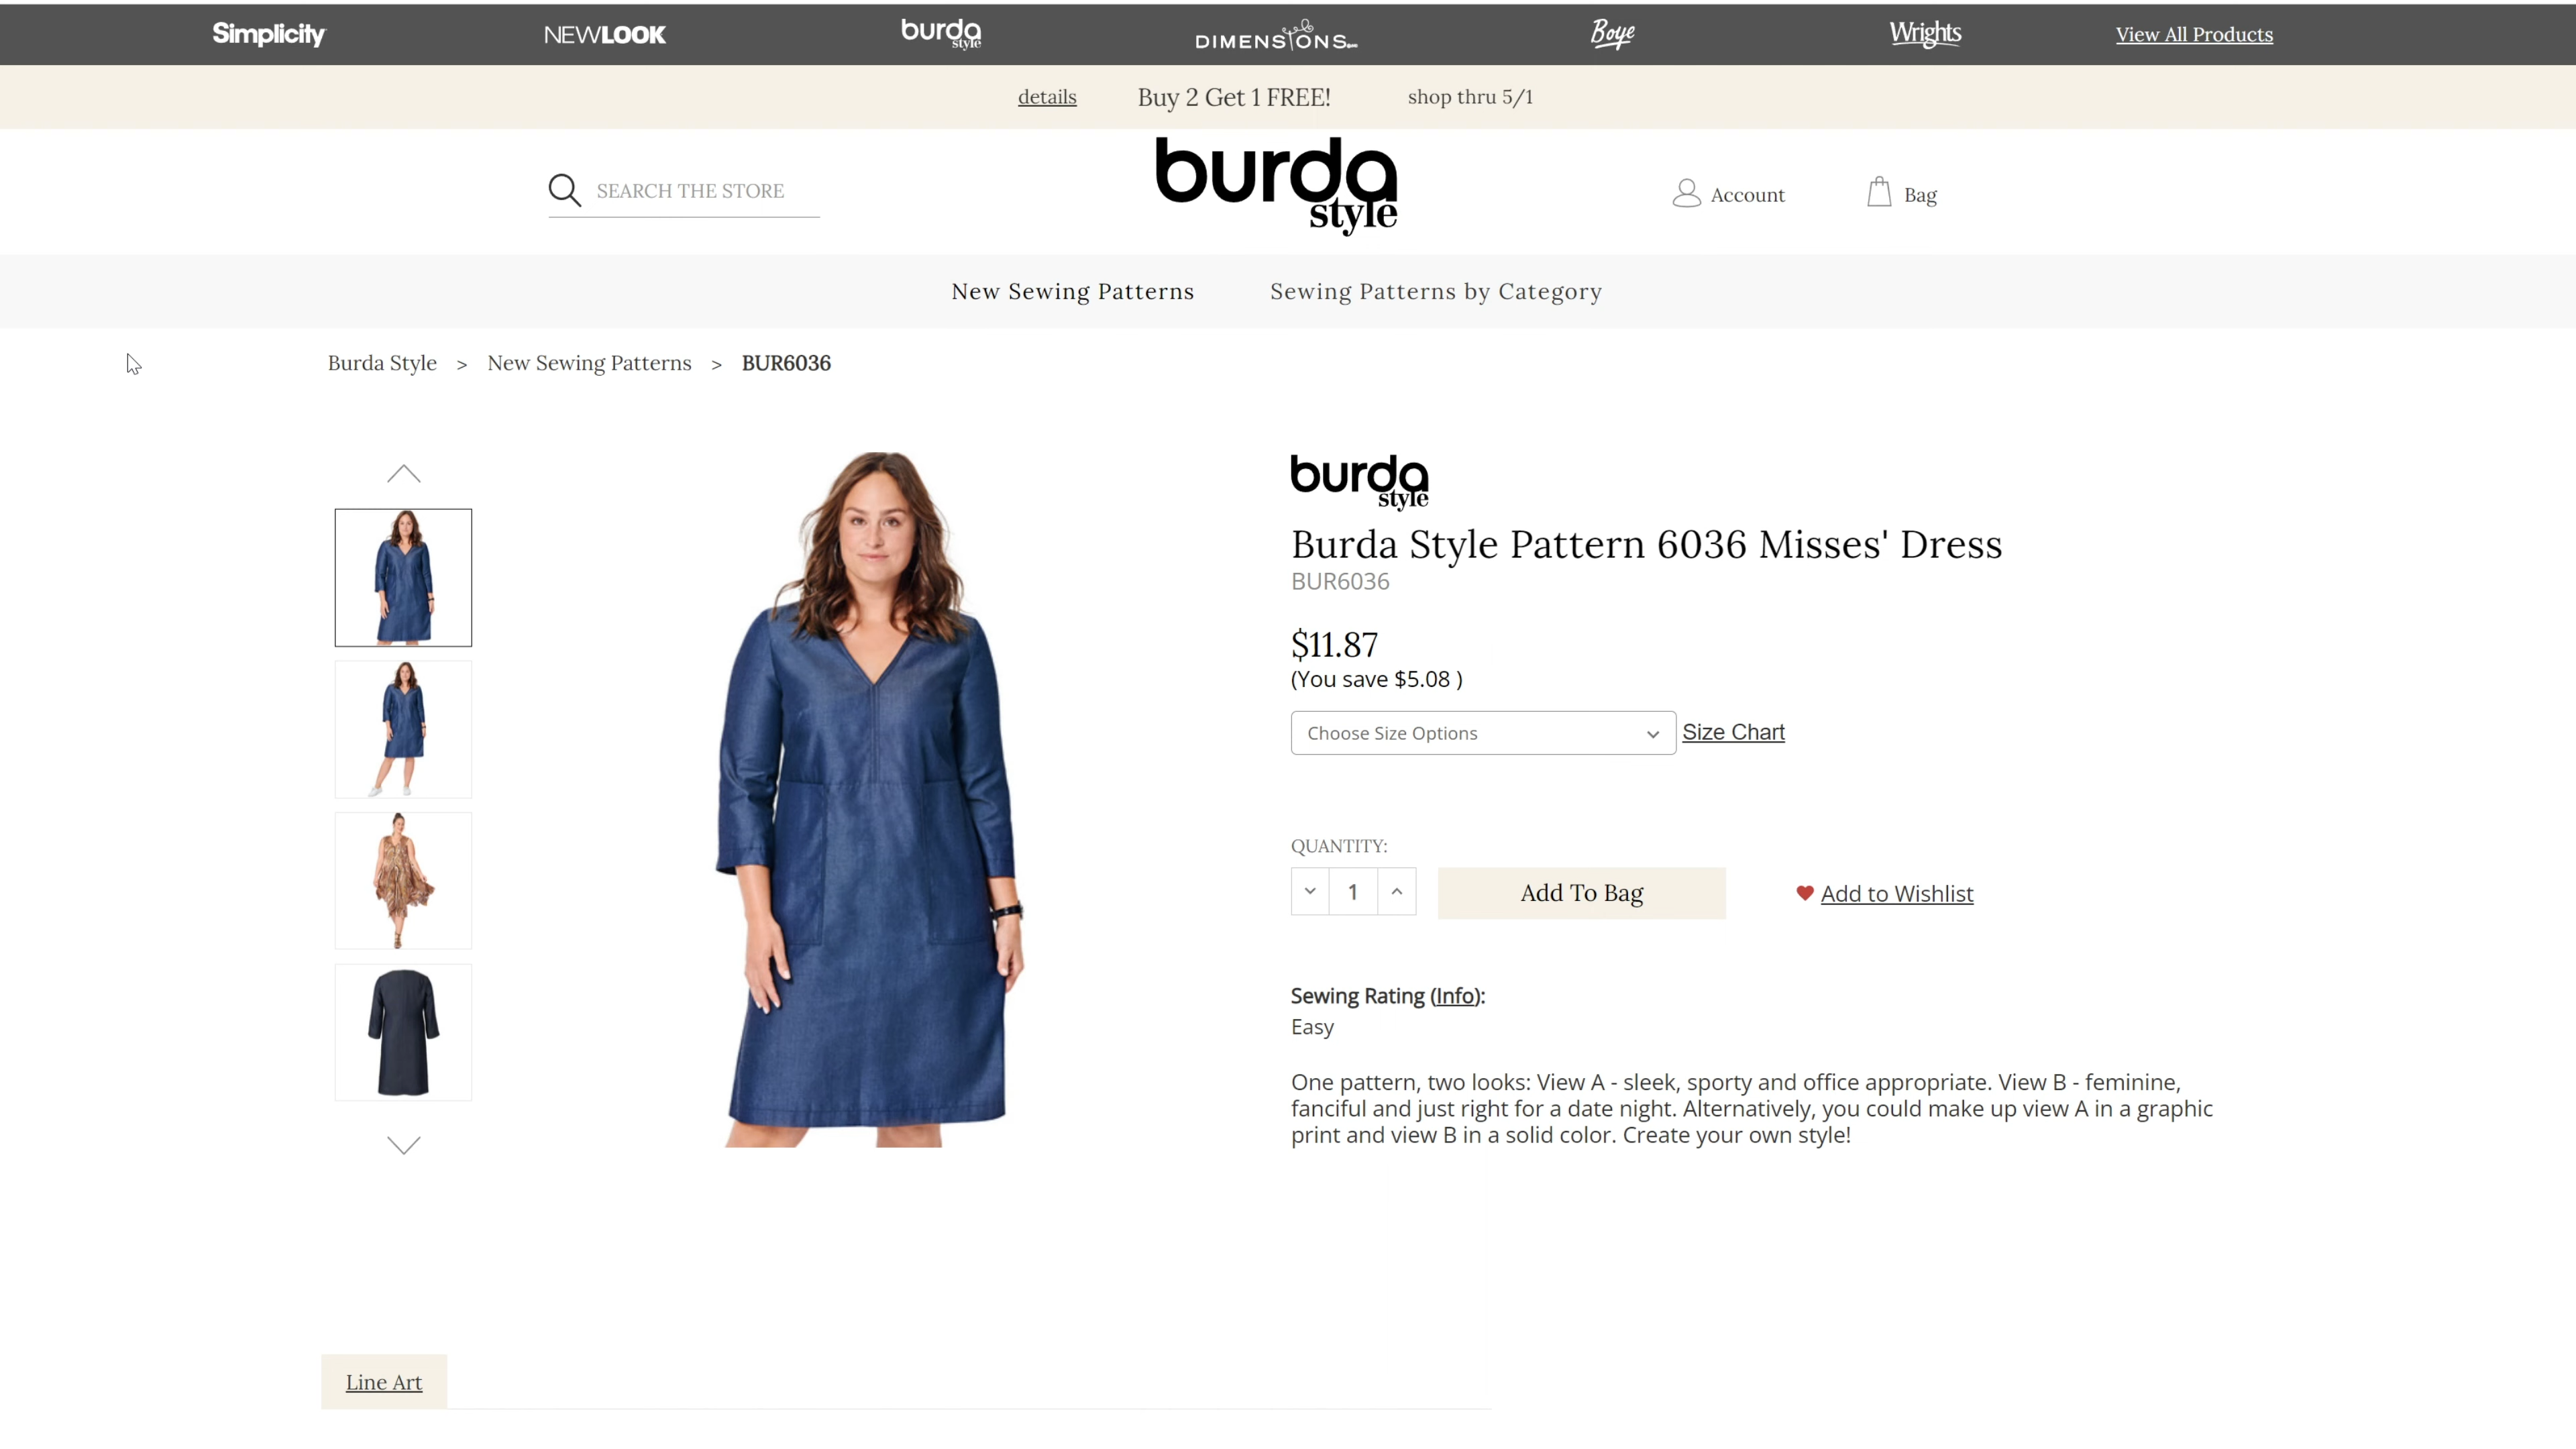 Simplicity NEWLOOK burda style DIMENSIONS Boye Wrights View All Products
details Buy 2 Get 1 FREE! shop thru 5/1
SEARCH THE STORE
burda
style
Account Bag
New Sewing Patterns Sewing Patterns by Category
Burda Style > New Sewing Patterns > BUR6036
burda
style
Burda Style Pattern 6036 Misses' Dress
BUR6036
$11.87
(You save $5.08 )
Choose Size Options Size Chart
QUANTITY:
1 Add To Bag Add to Wishlist
Sewing Rating (Info):
Easy
One pattern, two looks: View A - sleek, sporty and office appropriate. View B - feminine,
fanciful and just right for a date night. Alternatively, you could make up view A in a graphic
print and view B in a solid color. Create your own style!
Line Art